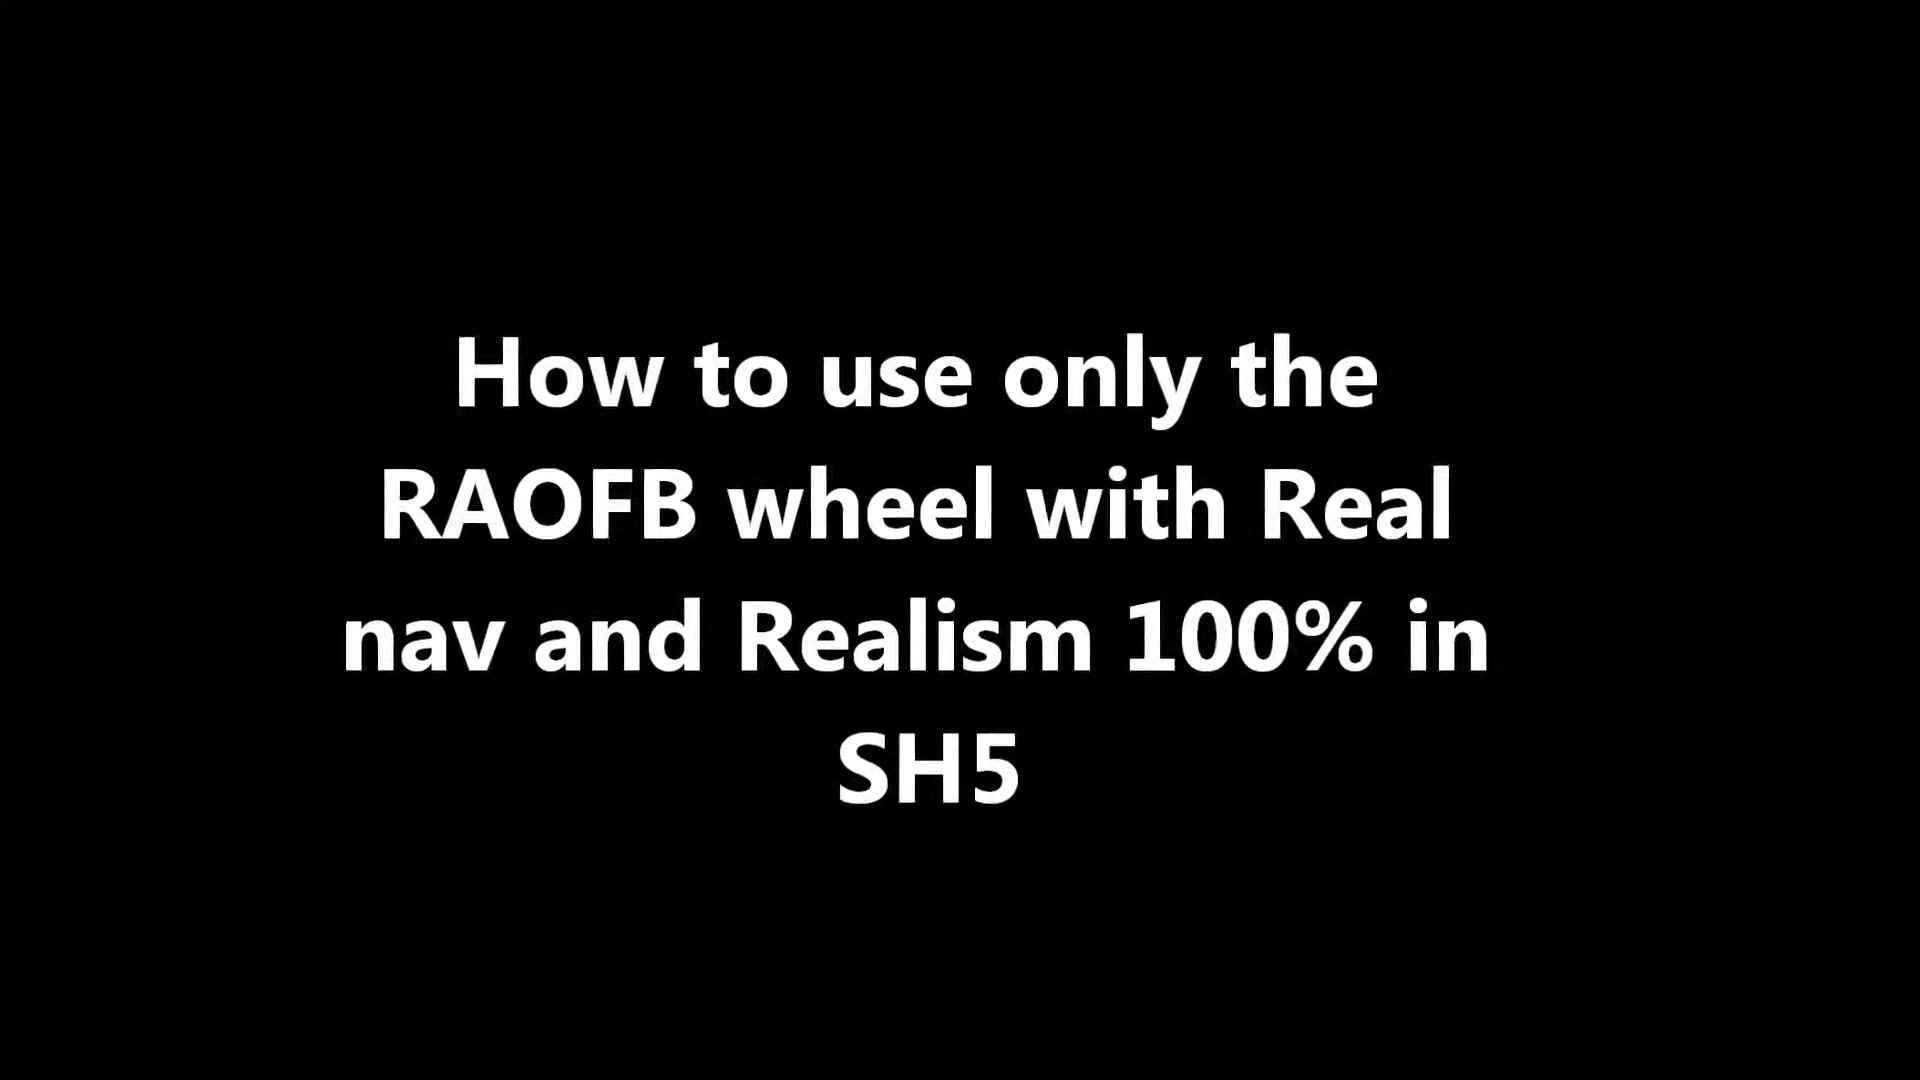 How to use only the
RAOFB wheel with Real
nav and Realism 100% in
SH5